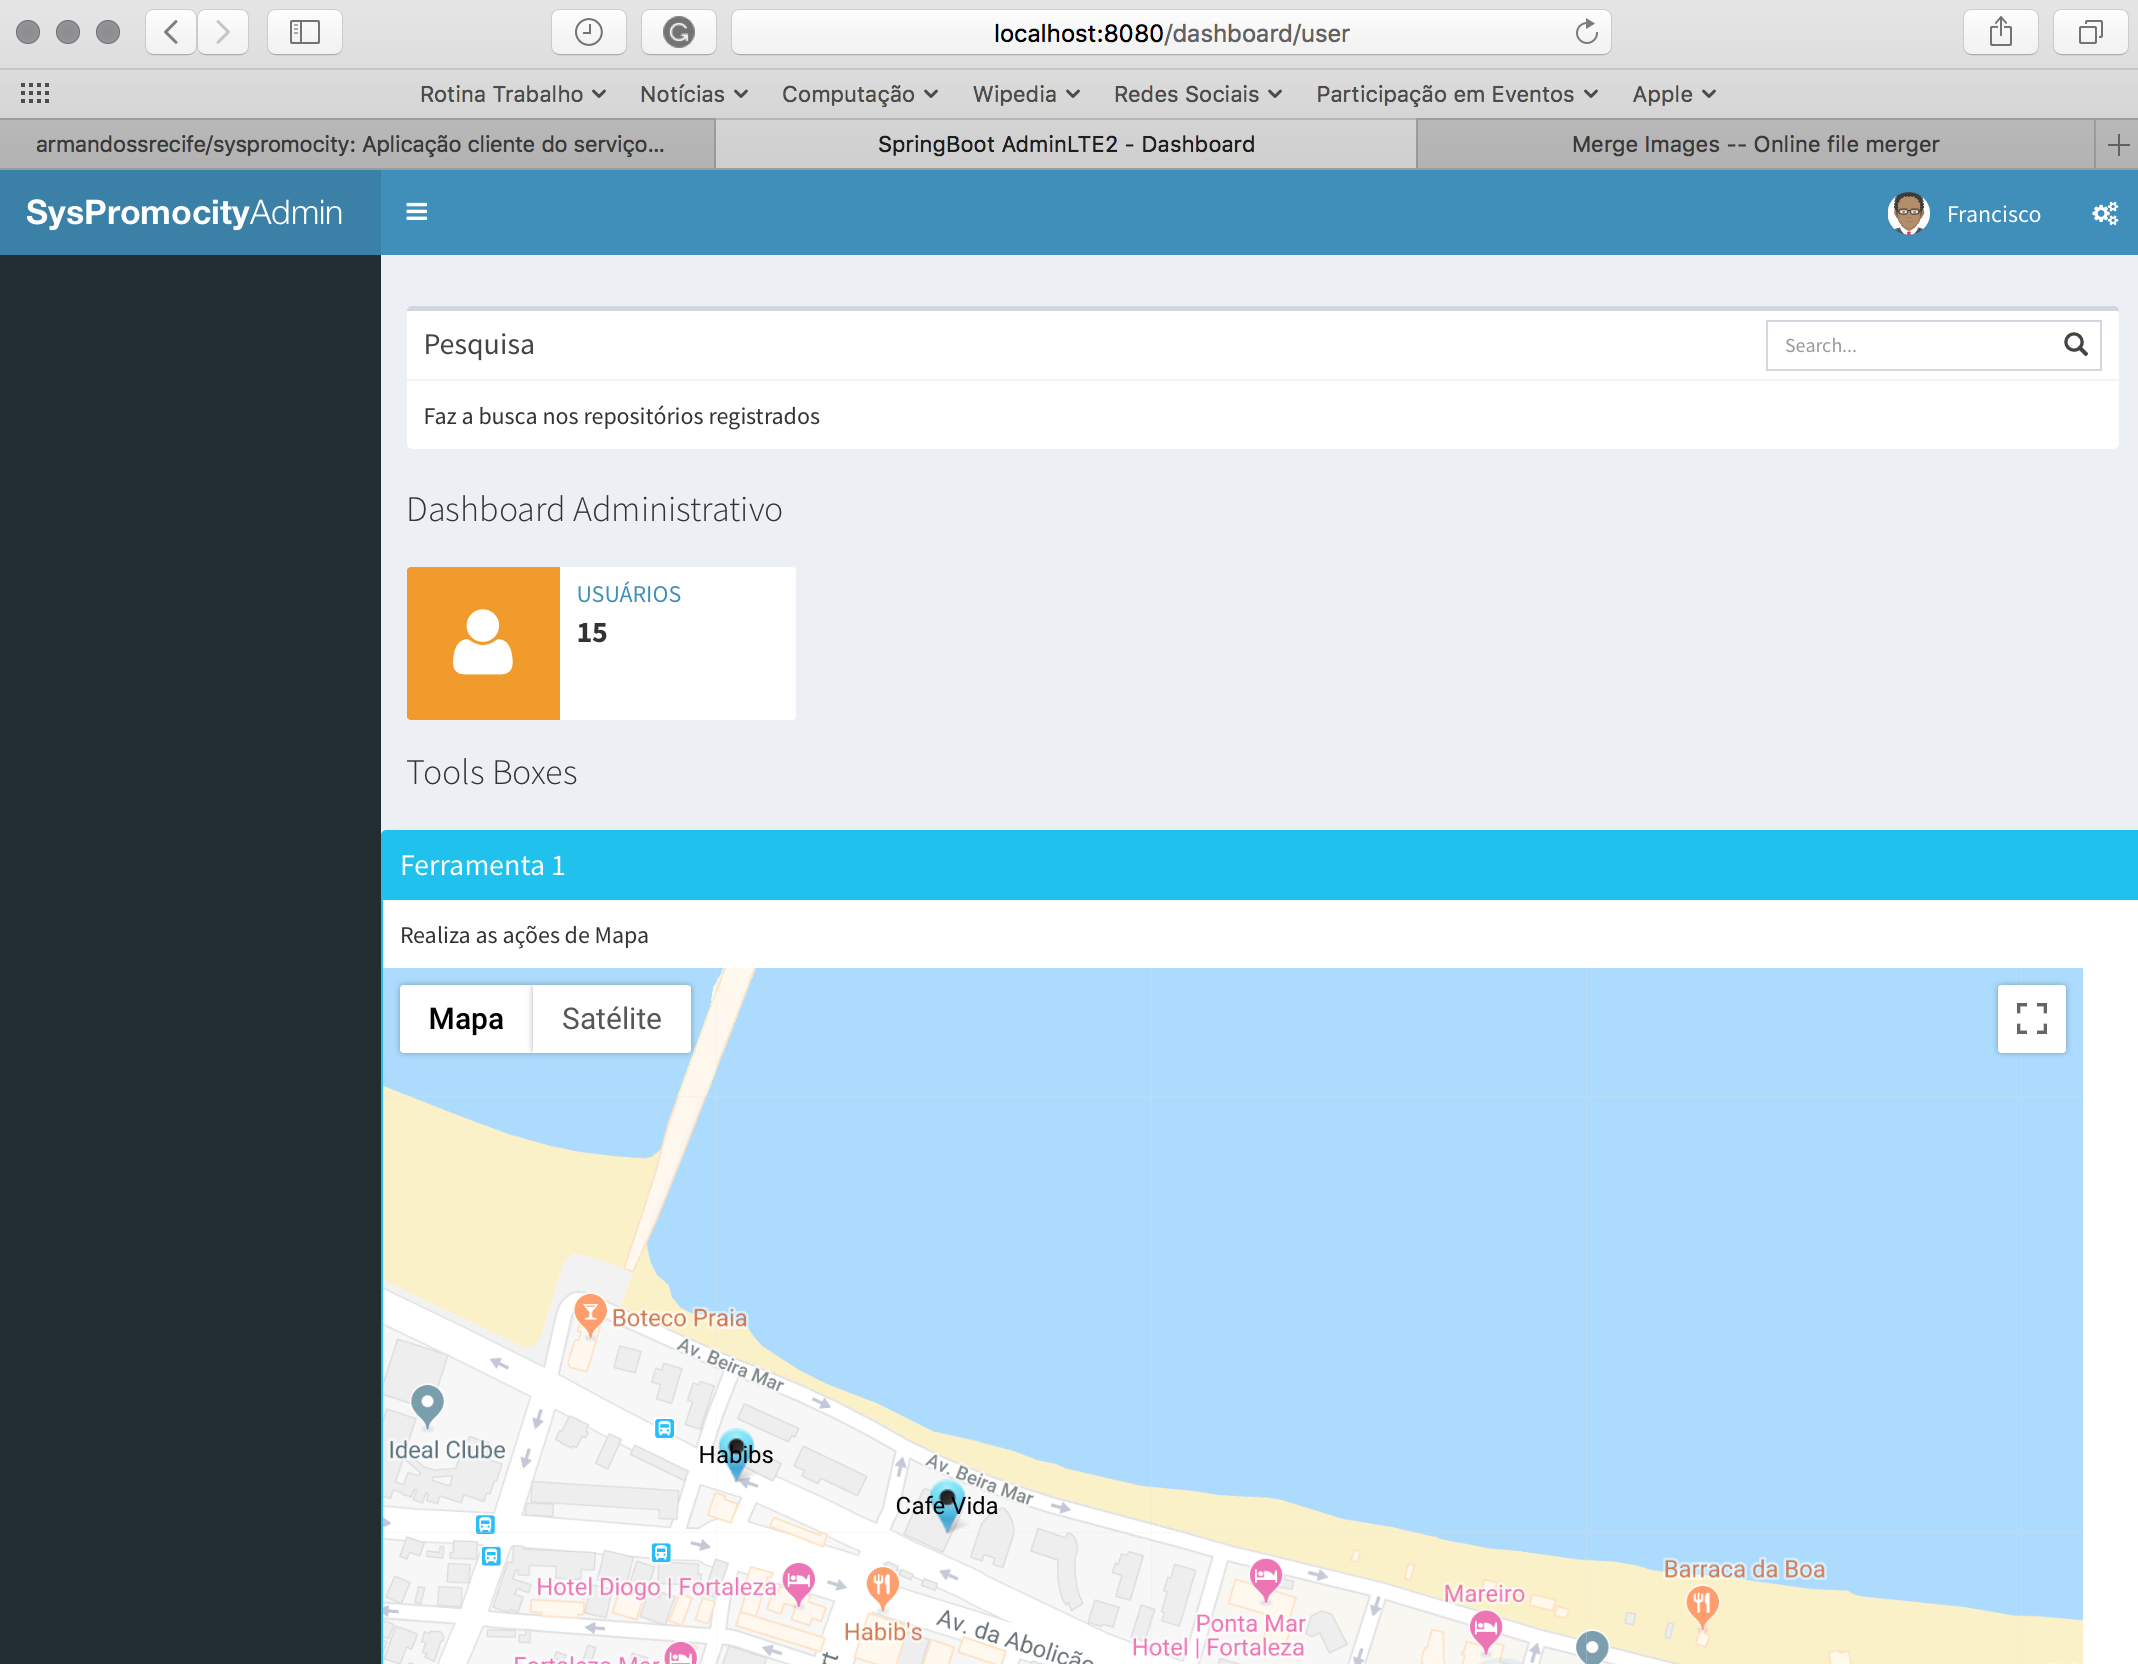 localhost:8080/dashboard/user
Rotina Trabalho Notícias Computação Wipedia Redes Sociais Participação em Eventos Apple
armandossrecife/syspromocity: Aplicação cliente do serviço... SpringBoot AdminLTE2 - Dashboard Merge Images -- Online file merger
SysPromocityAdmin Francisco
Pesquisa Search...
Faz a busca nos repositórios registrados
Dashboard Administrativo
USUÁRIOS
15
Tools Boxes
Ferramenta 1
Realiza as ações de Mapa
Mapa Satélite
Boteco Praia
Av. Beira Mar
Ideal Clube
Habibs
Av. Beira Mar
Cafe Vida
Barraca da Boa
Hotel Diogo | Fortaleza
Mareiro
Habib's
Av. da Abolição
Ponta Mar
Hotel | Fortaleza
Fortaleza Mar